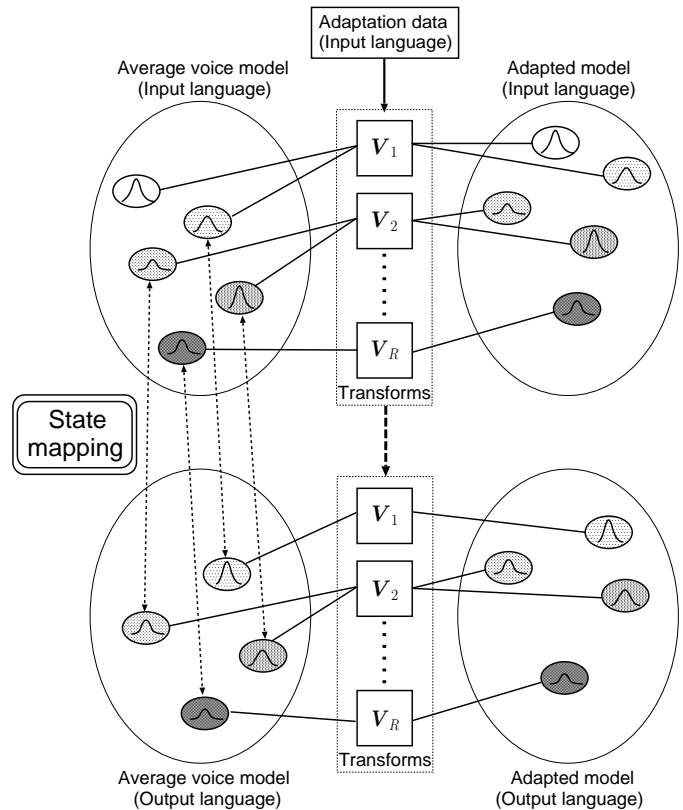 Adaptation data
(Input language)
Average voice model
(Input language)
Adapted model
(Input language)
V1
V2
VR
Transforms
State
mapping
V1
V2
VR
Transforms
Average voice model
(Output language)
Adapted model
(Output language)